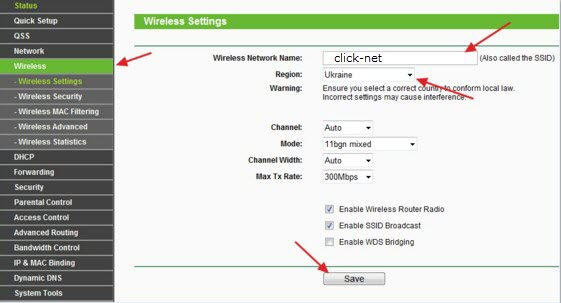 Status
Quick Setup
QSS
Network
Wireless
- Wireless Settings
- Wireless Security
- Wireless MAC Filtering
- Wireless Advanced
- Wireless Statistics
DHCP
Forwarding
Security
Parental Control
Access Control
Advanced Routing
Bandwidth Control
IP & MAC Binding
Dynamic DNS
System Tools
Wireless Settings
Wireless Network Name: click-net (Also called the SSID)
Region: Ukraine
Warning: Ensure you select a correct country to conform local law.
Incorrect settings may cause interference.
Channel: Auto
Mode: 11bgn mixed
Channel Width: Auto
Max Tx Rate: 300Mbps
Enable Wireless Router Radio
Enable SSID Broadcast
Enable WDS Bridging
Save